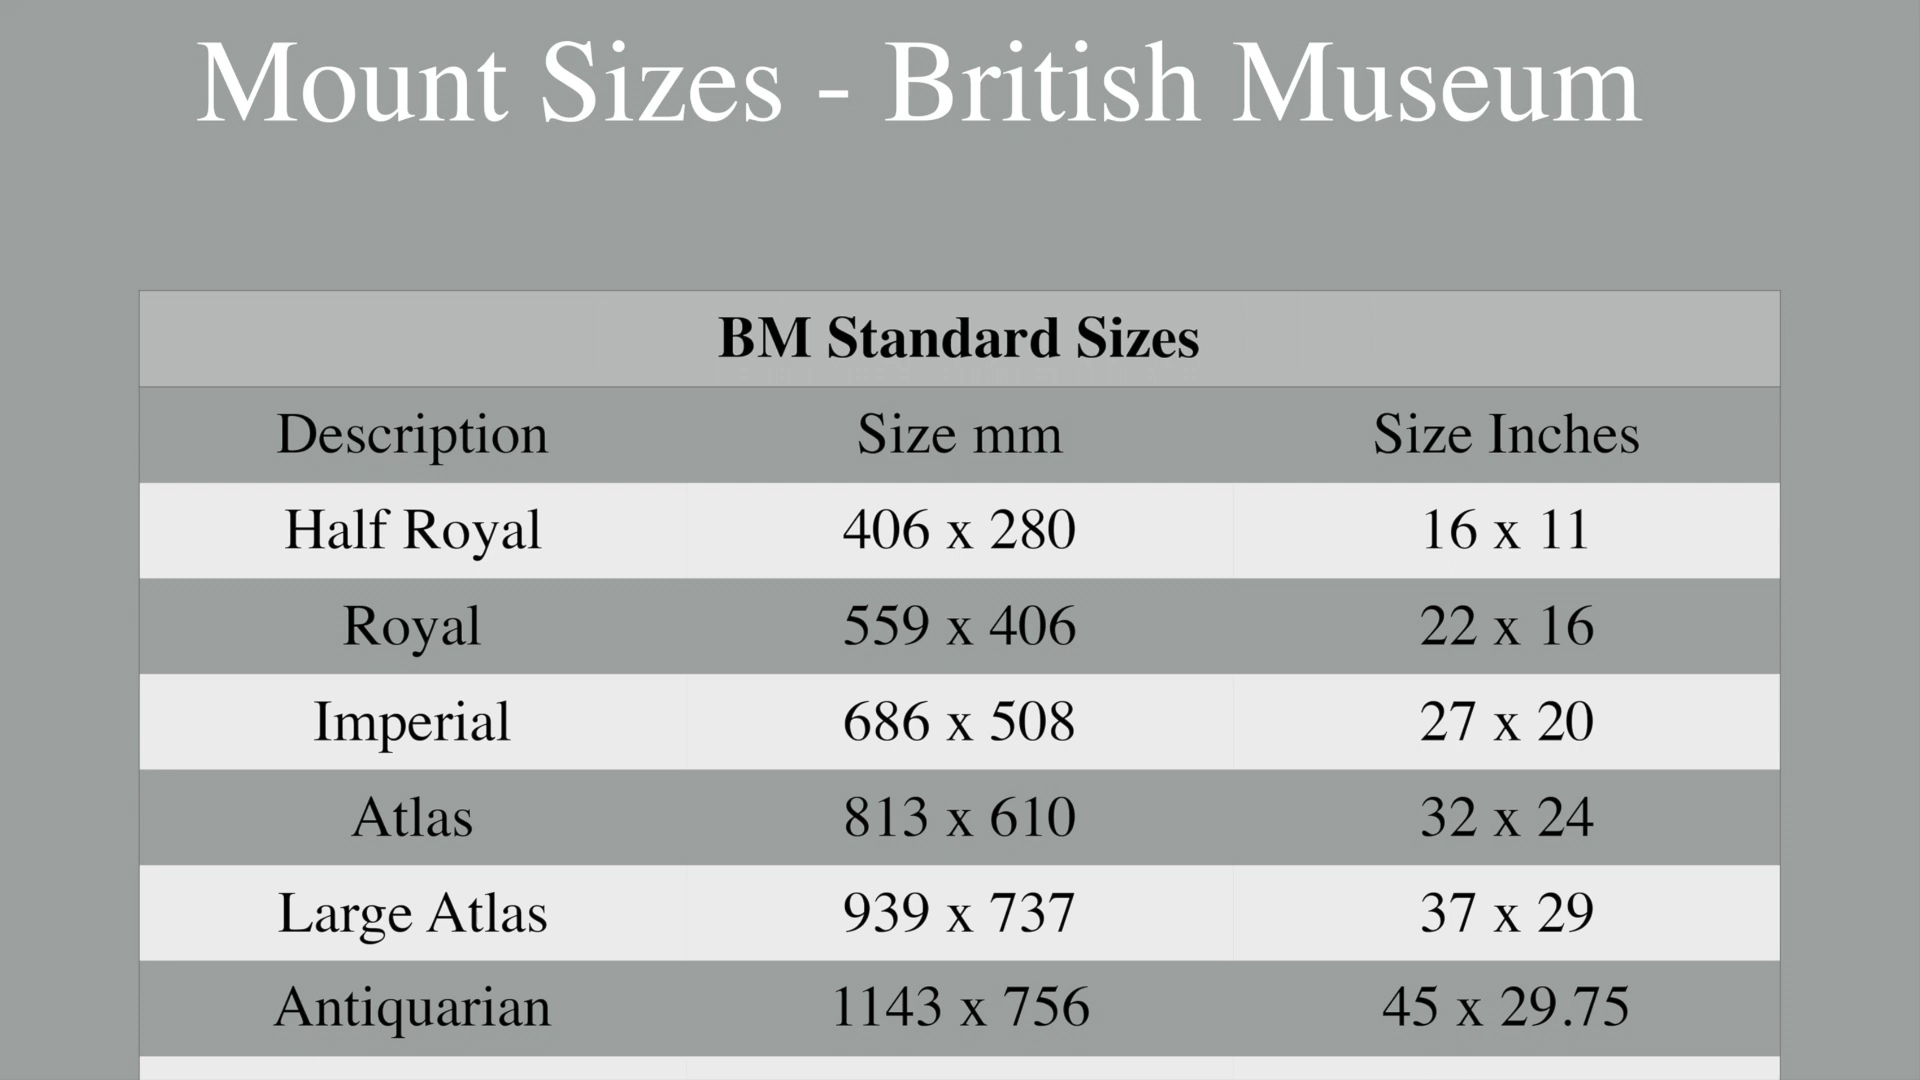 Mount Sizes - British Museum
BM Standard Sizes
Description Size mm Size Inches
Half Royal 406 x 280 16 x 11
Royal 559 x 406 22 x 16
Imperial 686 x 508 27 x 20
Atlas 813 x 610 32 x 24
Large Atlas 939 x 737 37 x 29
Antiquarian 1143 x 756 45 x 29.75